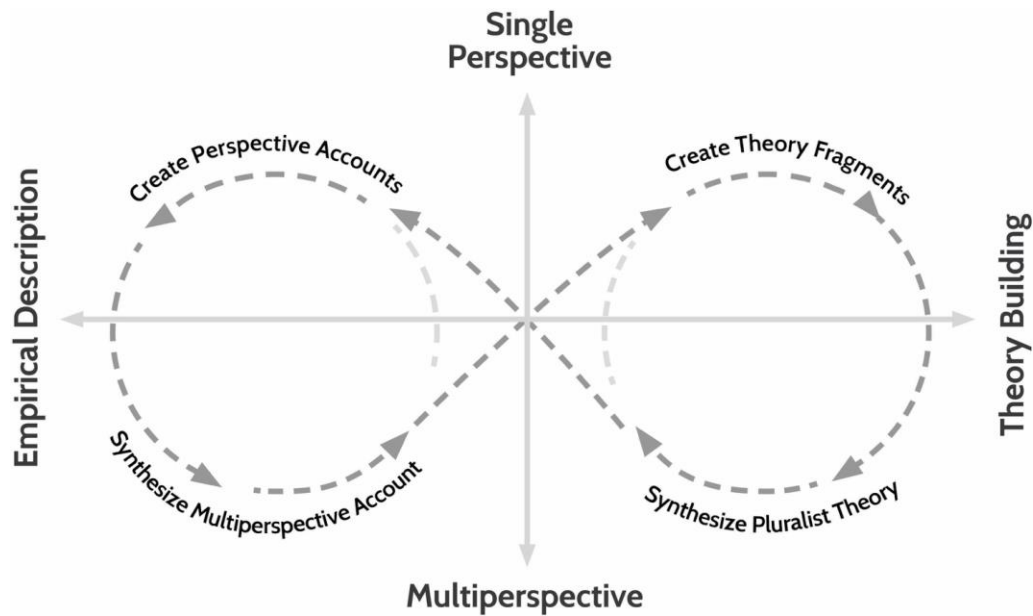 Single
Perspective
Create Perspective Accounts
Create Theory Fragments
Empirical Description
Theory Building
Synthesize Multiperspective Account
Synthesize Pluralist Theory
Multiperspective